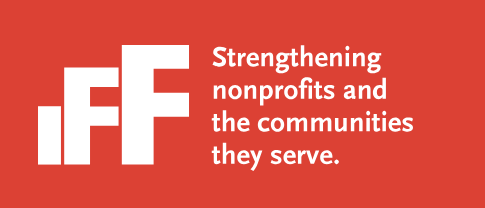 IFF
Strengthening
nonprofits and
the communities
they serve.